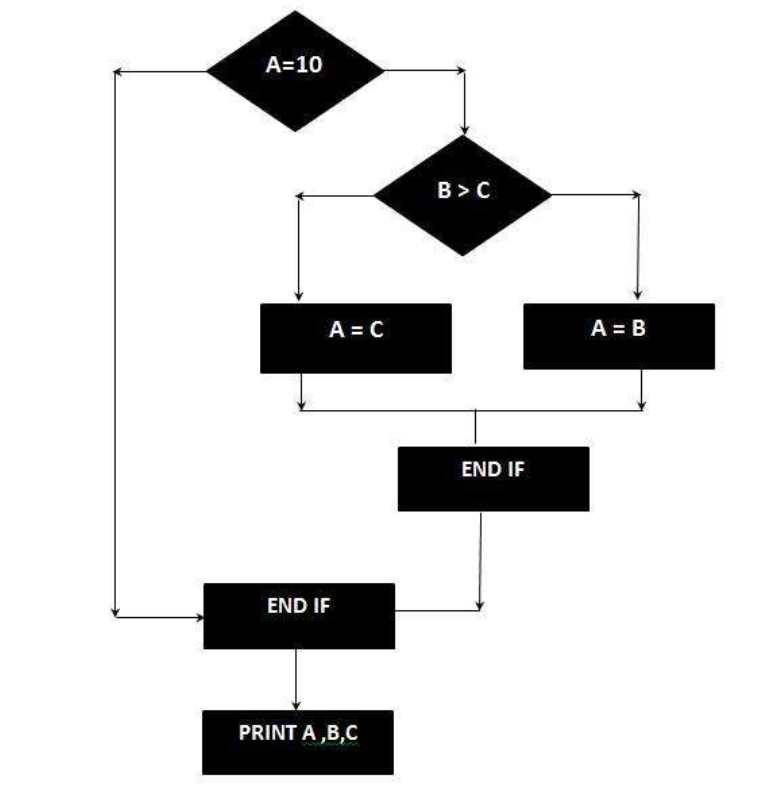 A=10
B > C
A = C
A = B
END IF
END IF
PRINT A ,B,C